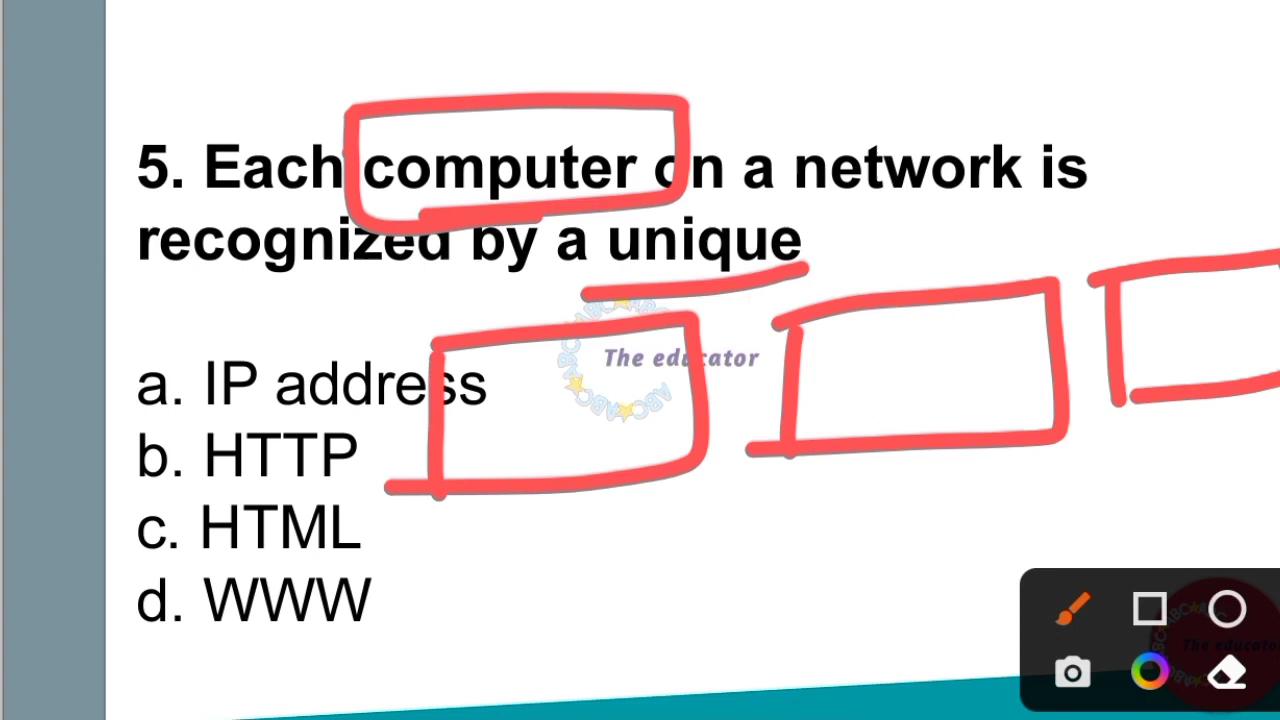 5. Each computer on a network is
recognized by a unique
The educator
a. IP address
b. HTTP
c. HTML
d. WWW